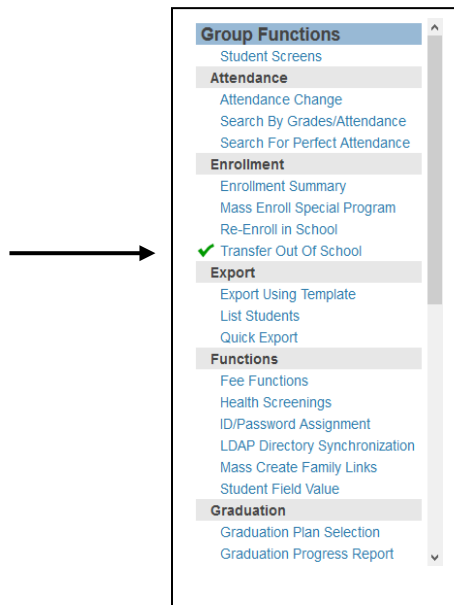 Group Functions
Student Screens
Attendance
Attendance Change
Search By Grades/Attendance
Search For Perfect Attendance
Enrollment
Enrollment Summary
Mass Enroll Special Program
Re-Enroll in School
Transfer Out Of School
Export
Export Using Template
List Students
Quick Export
Functions
Fee Functions
Health Screenings
ID/Password Assignment
LDAP Directory Synchronization
Mass Create Family Links
Student Field Value
Graduation
Graduation Plan Selection
Graduation Progress Report